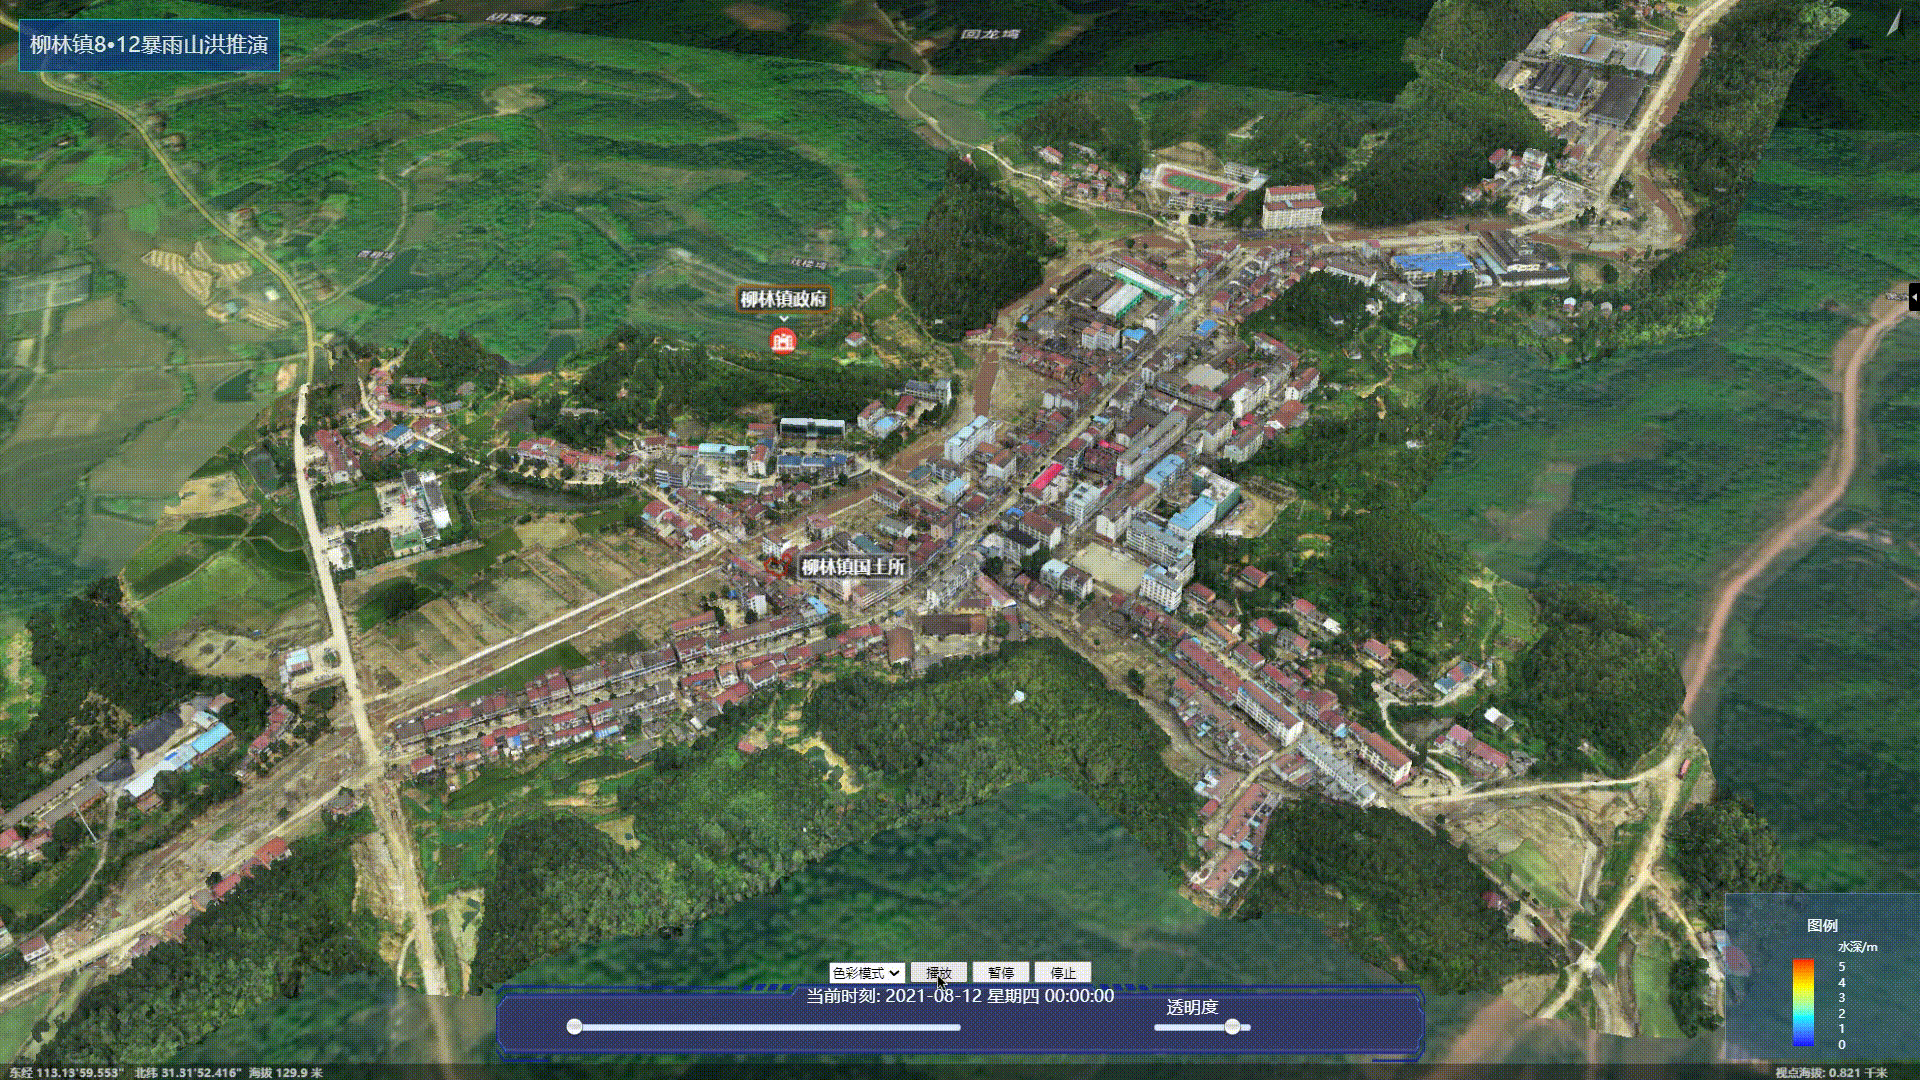 胡家塆
回龙塆
柳林镇8•12暴雨山洪推演
柳林镇政府
柳林镇国土所
色彩模式 播放 暂停 停止
当前时刻: 2021-08-12 星期四 00:00:00
透明度
图例
水深/m
5
4
3
2
1
0
东经 113.13'59.553" 北纬 31.31'52.416" 海拔 129.9 米
视点海拔: 0.821 千米